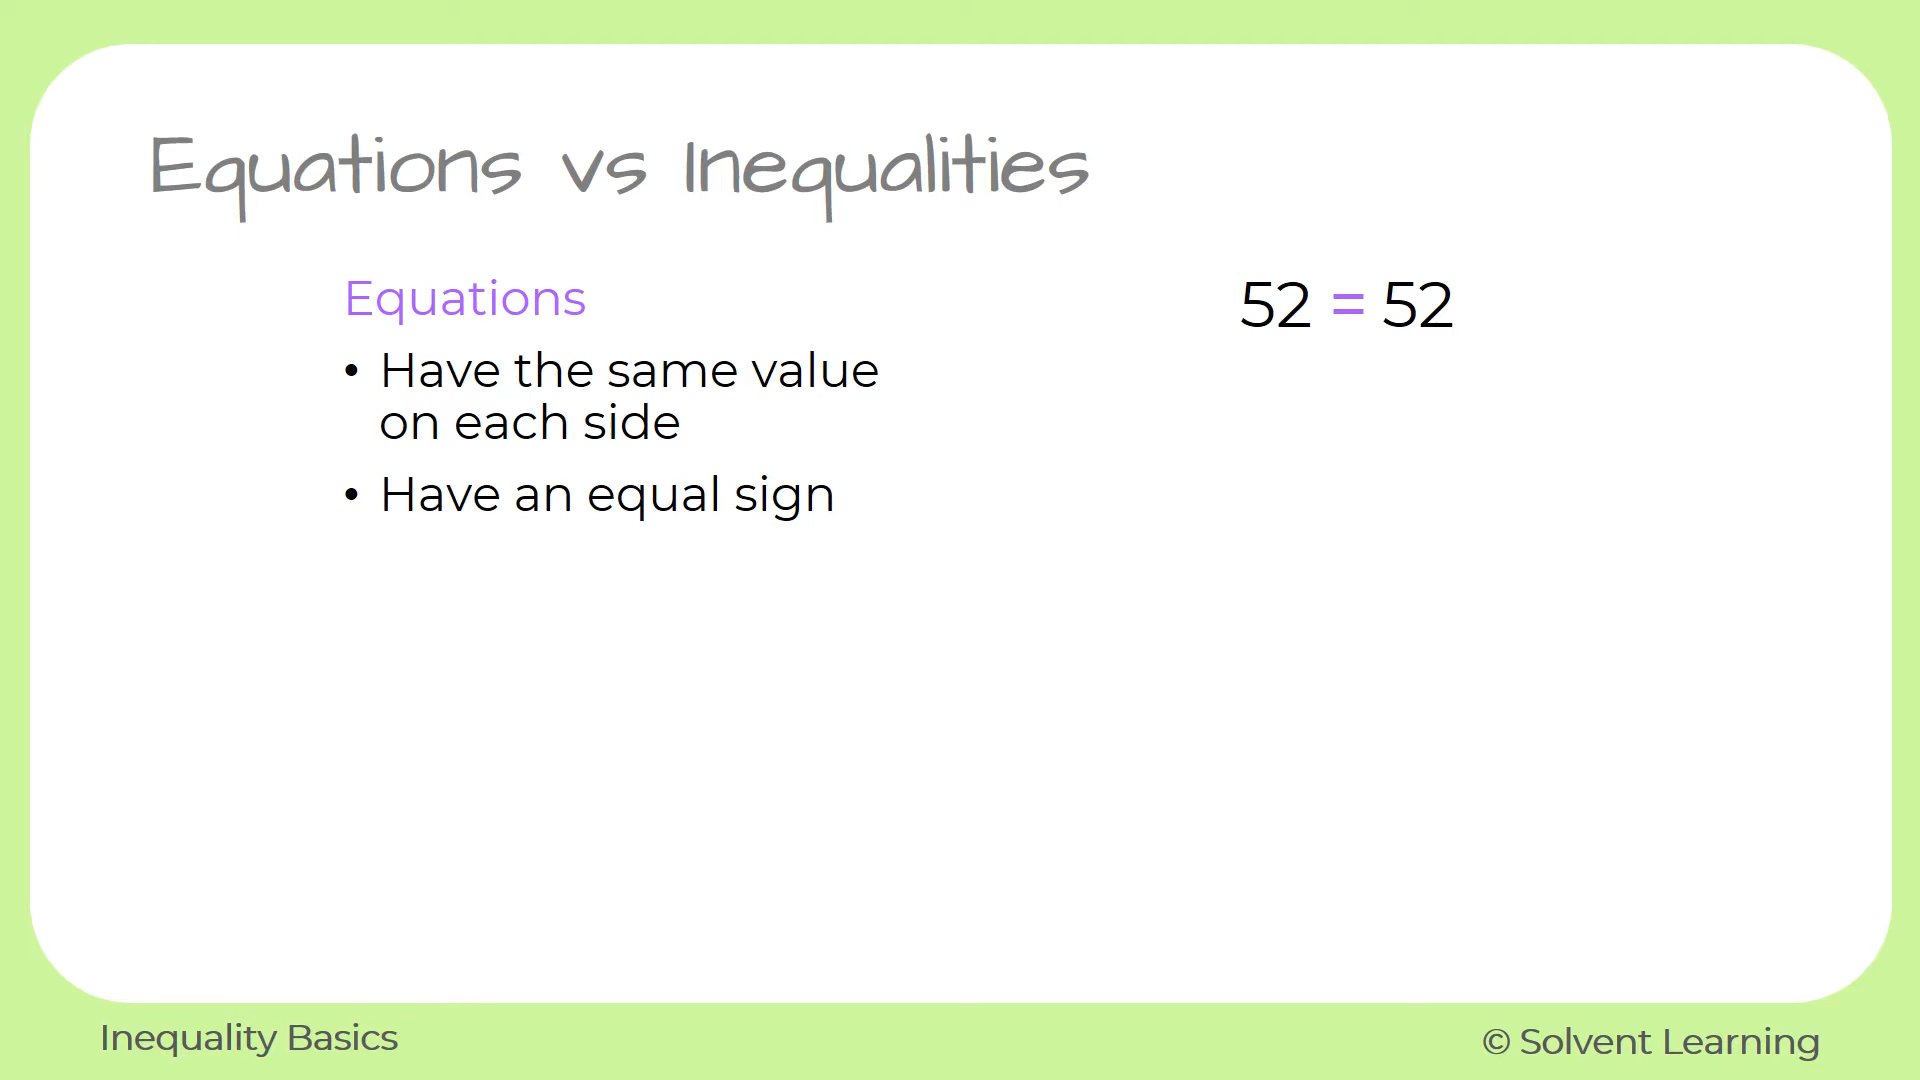 Equations vs Inequalities
Equations
52 = 52
• Have the same value
on each side
• Have an equal sign
Inequality Basics
© Solvent Learning